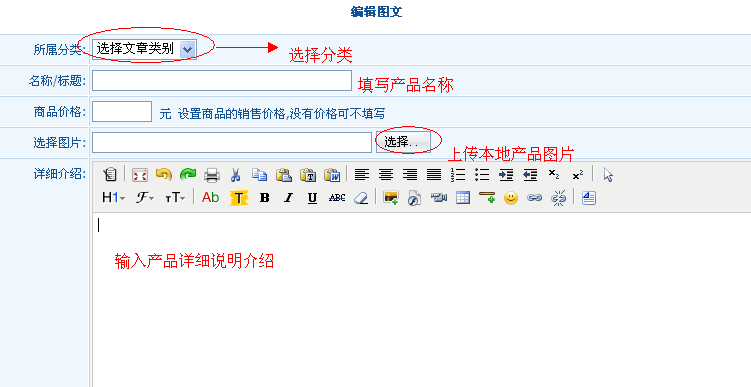 编辑图文
所属分类: 选择文章类别 选择分类
名称/标题: 填写产品名称
商品价格: 元 设置商品的销售价格,没有价格可不填写
选择图片: 选择.. 上传本地产品图片
详细介绍:
H1 ℱ тT Ab T B I U ABC
输入产品详细说明介绍